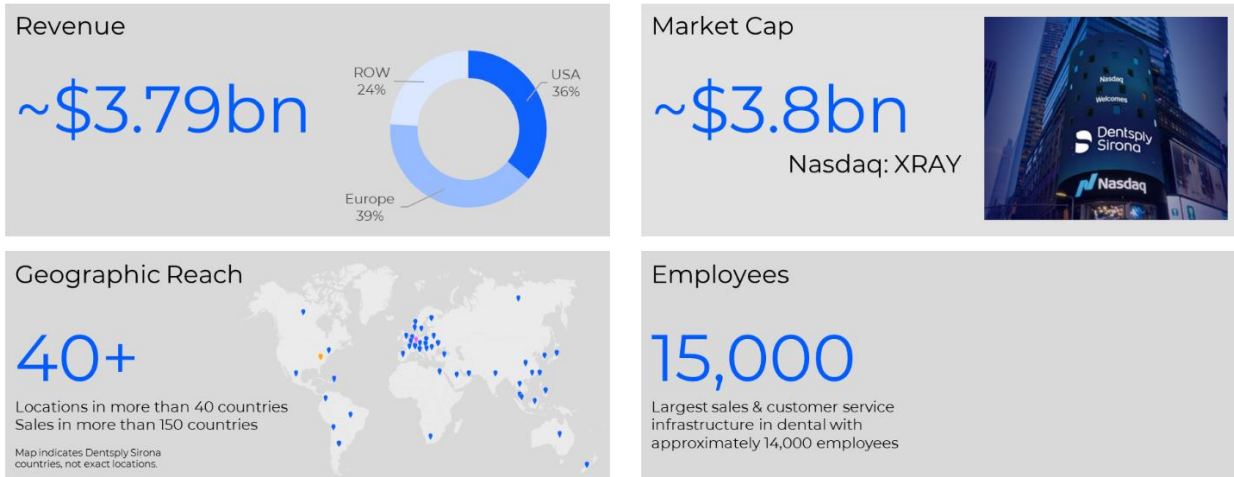 Revenue
~$3.79bn
ROW
24%
USA
36%
Europe
39%
Market Cap
~$3.8bn
Nasdaq: XRAY
Nasdaq
Welcomes
Dentsply
Sirona
Nasdaq
Geographic Reach
40+
Locations in more than 40 countries
Sales in more than 150 countries
Map indicates Dentsply Sirona
countries, not exact locations.
Employees
15,000
Largest sales & customer service
infrastructure in dental with
approximately 14,000 employees